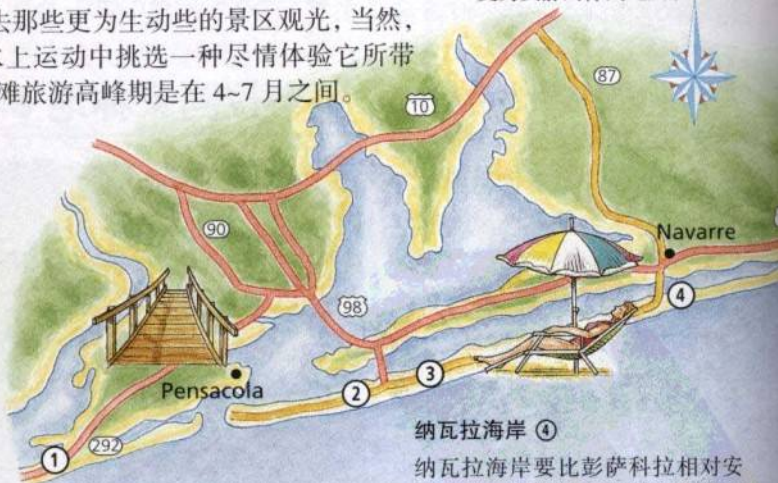 去那些更为生动些的景区观光，当然，
水上运动中挑选一种尽情体验它所带
滩旅游高峰期是在 4~7 月之间。
87
10
90
Navarre
98
4
Pensacola
2
3
1
292
纳瓦拉海岸 ④
纳瓦拉海岸要比彭萨科拉相对安